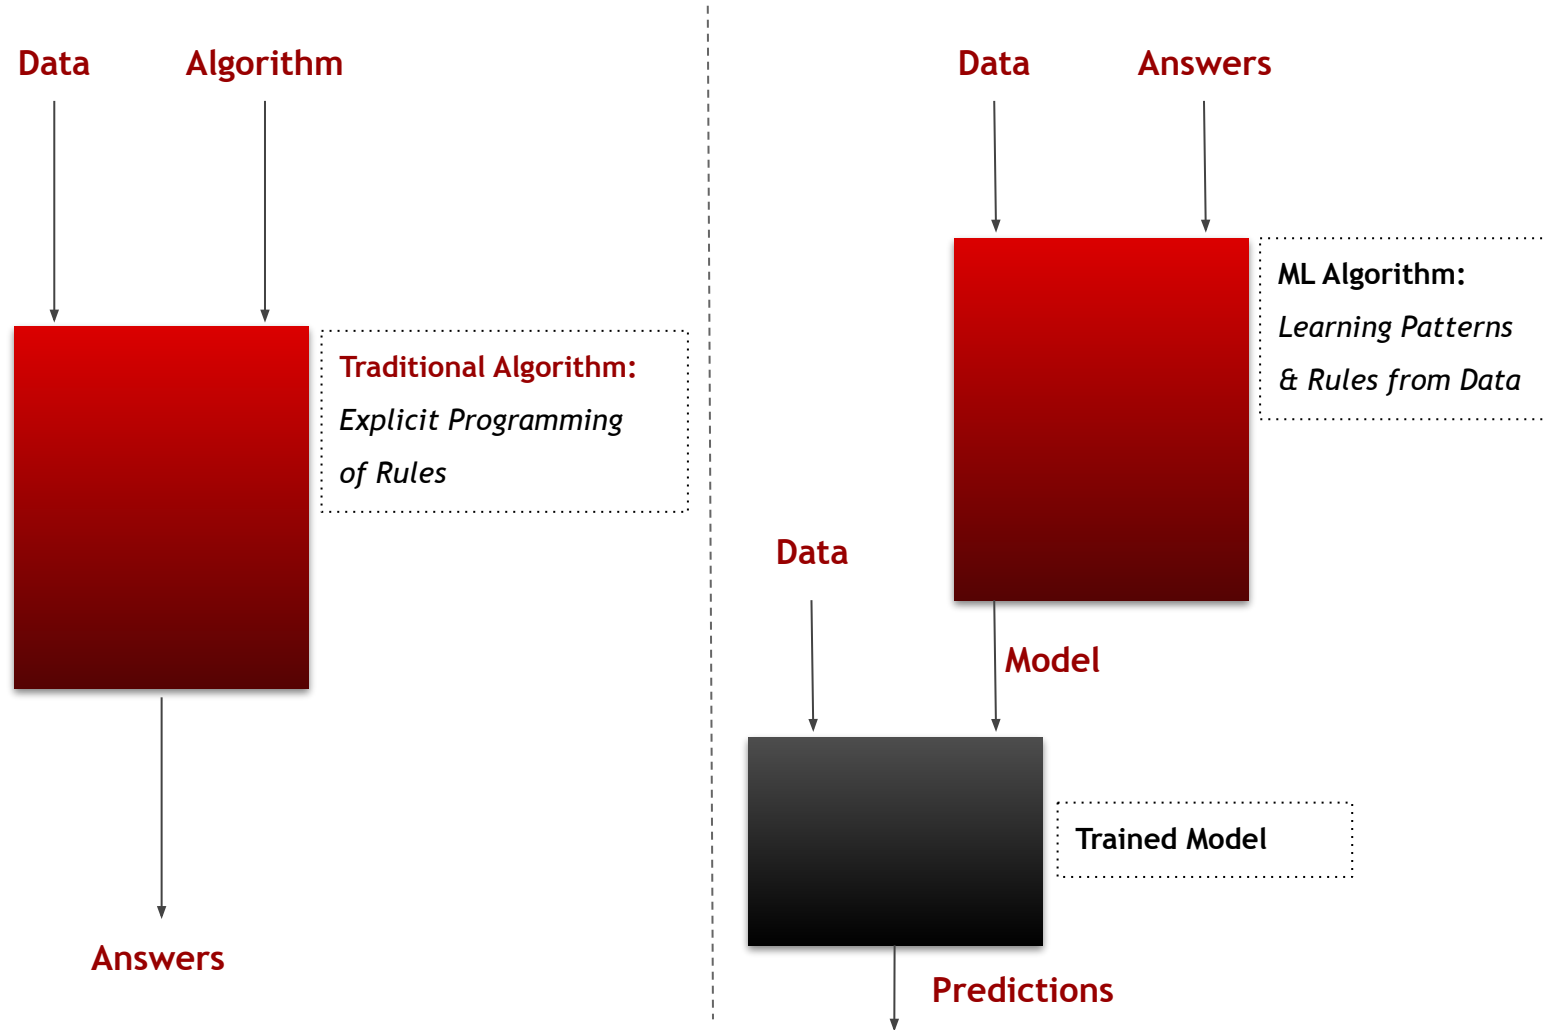 Data
Algorithm
Traditional Algorithm:
Explicit Programming
of Rules
Answers
Data
Answers
ML Algorithm:
Learning Patterns
& Rules from Data
Data
Model
Trained Model
Predictions